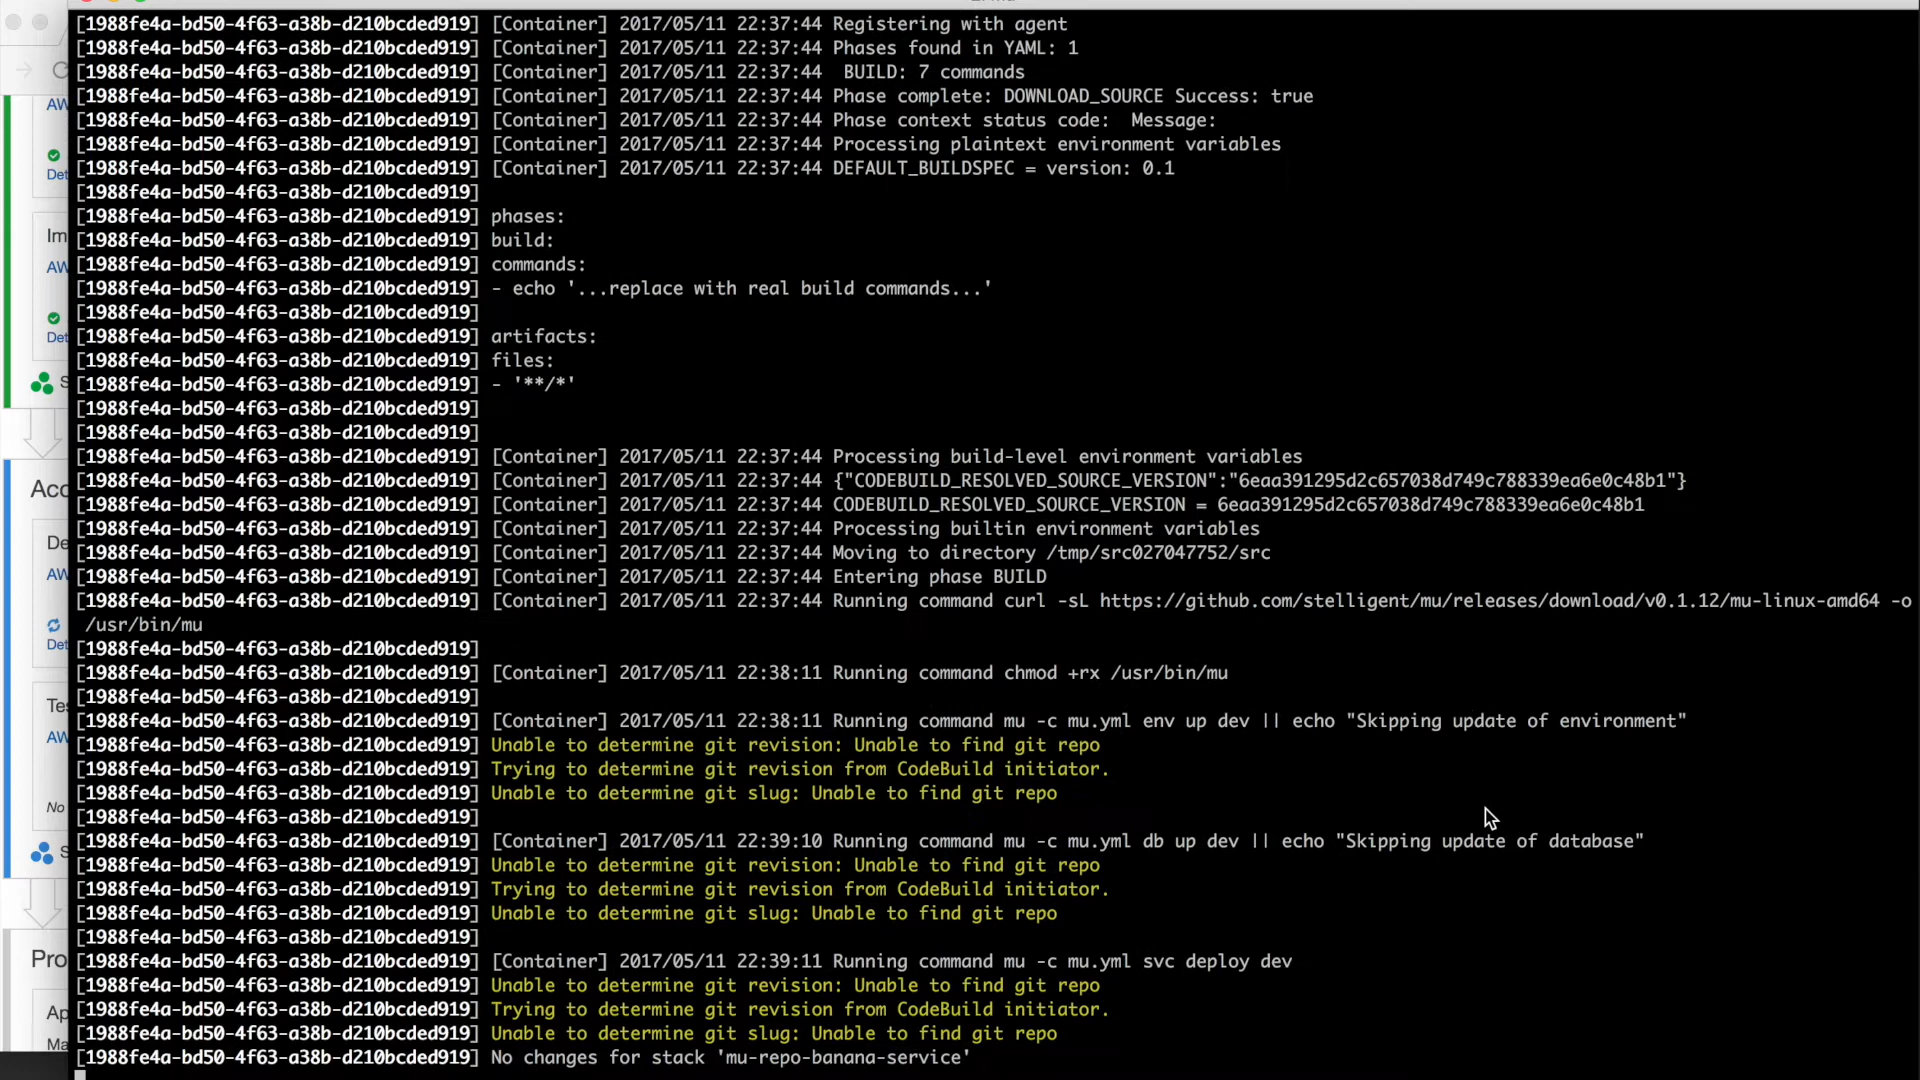 [1988fe4a-bd50-4f63-a38b-d210bcded919] [Container] 2017/05/11 22:37:44 Registering with agent
[1988fe4a-bd50-4f63-a38b-d210bcded919] [Container] 2017/05/11 22:37:44 Phases found in YAML: 1
[1988fe4a-bd50-4f63-a38b-d210bcded919] [Container] 2017/05/11 22:37:44  BUILD: 7 commands
[1988fe4a-bd50-4f63-a38b-d210bcded919] [Container] 2017/05/11 22:37:44 Phase complete: DOWNLOAD_SOURCE Success: true
[1988fe4a-bd50-4f63-a38b-d210bcded919] [Container] 2017/05/11 22:37:44 Phase context status code:  Message:
[1988fe4a-bd50-4f63-a38b-d210bcded919] [Container] 2017/05/11 22:37:44 Processing plaintext environment variables
[1988fe4a-bd50-4f63-a38b-d210bcded919] [Container] 2017/05/11 22:37:44 DEFAULT_BUILDSPEC = version: 0.1
[1988fe4a-bd50-4f63-a38b-d210bcded919]
[1988fe4a-bd50-4f63-a38b-d210bcded919] phases:
[1988fe4a-bd50-4f63-a38b-d210bcded919] build:
[1988fe4a-bd50-4f63-a38b-d210bcded919] commands:
[1988fe4a-bd50-4f63-a38b-d210bcded919] - echo '...replace with real build commands...'
[1988fe4a-bd50-4f63-a38b-d210bcded919]
[1988fe4a-bd50-4f63-a38b-d210bcded919] artifacts:
[1988fe4a-bd50-4f63-a38b-d210bcded919] files:
[1988fe4a-bd50-4f63-a38b-d210bcded919] - '**/*'
[1988fe4a-bd50-4f63-a38b-d210bcded919]
[1988fe4a-bd50-4f63-a38b-d210bcded919]
[1988fe4a-bd50-4f63-a38b-d210bcded919] [Container] 2017/05/11 22:37:44 Processing build-level environment variables
[1988fe4a-bd50-4f63-a38b-d210bcded919] [Container] 2017/05/11 22:37:44 {"CODEBUILD_RESOLVED_SOURCE_VERSION":"6eaa391295d2c657038d749c788339ea6e0c48b1"}
[1988fe4a-bd50-4f63-a38b-d210bcded919] [Container] 2017/05/11 22:37:44 CODEBUILD_RESOLVED_SOURCE_VERSION = 6eaa391295d2c657038d749c788339ea6e0c48b1
[1988fe4a-bd50-4f63-a38b-d210bcded919] [Container] 2017/05/11 22:37:44 Processing builtin environment variables
[1988fe4a-bd50-4f63-a38b-d210bcded919] [Container] 2017/05/11 22:37:44 Moving to directory /tmp/src027047752/src
[1988fe4a-bd50-4f63-a38b-d210bcded919] [Container] 2017/05/11 22:37:44 Entering phase BUILD
[1988fe4a-bd50-4f63-a38b-d210bcded919] [Container] 2017/05/11 22:37:44 Running command curl -sL https://github.com/stelligent/mu/releases/download/v0.1.12/mu-linux-amd64 -o
/usr/bin/mu
[1988fe4a-bd50-4f63-a38b-d210bcded919]
[1988fe4a-bd50-4f63-a38b-d210bcded919] [Container] 2017/05/11 22:38:11 Running command chmod +rx /usr/bin/mu
[1988fe4a-bd50-4f63-a38b-d210bcded919]
[1988fe4a-bd50-4f63-a38b-d210bcded919] [Container] 2017/05/11 22:38:11 Running command mu -c mu.yml env up dev || echo "Skipping update of environment"
[1988fe4a-bd50-4f63-a38b-d210bcded919] Unable to determine git revision: Unable to find git repo
[1988fe4a-bd50-4f63-a38b-d210bcded919] Trying to determine git revision from CodeBuild initiator.
[1988fe4a-bd50-4f63-a38b-d210bcded919] Unable to determine git slug: Unable to find git repo
[1988fe4a-bd50-4f63-a38b-d210bcded919]
[1988fe4a-bd50-4f63-a38b-d210bcded919] [Container] 2017/05/11 22:39:10 Running command mu -c mu.yml db up dev || echo "Skipping update of database"
[1988fe4a-bd50-4f63-a38b-d210bcded919] Unable to determine git revision: Unable to find git repo
[1988fe4a-bd50-4f63-a38b-d210bcded919] Trying to determine git revision from CodeBuild initiator.
[1988fe4a-bd50-4f63-a38b-d210bcded919] Unable to determine git slug: Unable to find git repo
[1988fe4a-bd50-4f63-a38b-d210bcded919]
[1988fe4a-bd50-4f63-a38b-d210bcded919] [Container] 2017/05/11 22:39:11 Running command mu -c mu.yml svc deploy dev
[1988fe4a-bd50-4f63-a38b-d210bcded919] Unable to determine git revision: Unable to find git repo
[1988fe4a-bd50-4f63-a38b-d210bcded919] Trying to determine git revision from CodeBuild initiator.
[1988fe4a-bd50-4f63-a38b-d210bcded919] Unable to determine git slug: Unable to find git repo
[1988fe4a-bd50-4f63-a38b-d210bcded919] No changes for stack 'mu-repo-banana-service'
AW
Det
Im
AW
Det
S
Acc
De
AW
Det
Tes
AW
No
S
Pro
Ap
Ma